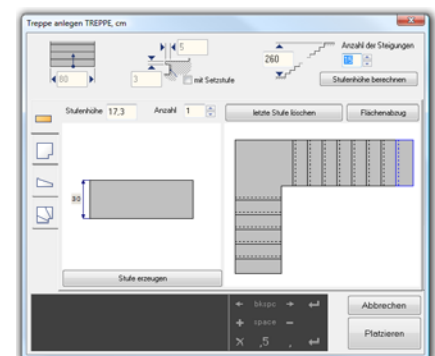 Treppe anlegen TREPPE, cm
5
260
Anzahl der Steigungen
15
80
3
mit Setzstufe
Stufenhöhe berechnen
Stufenhöhe 17,3 Anzahl 1
letzte Stufe löschen
Flächenabzug
80
Stufe erzeugen
← bkspc → ↵
+ space −
× ,5 , ↵
Abbrechen
Platzieren